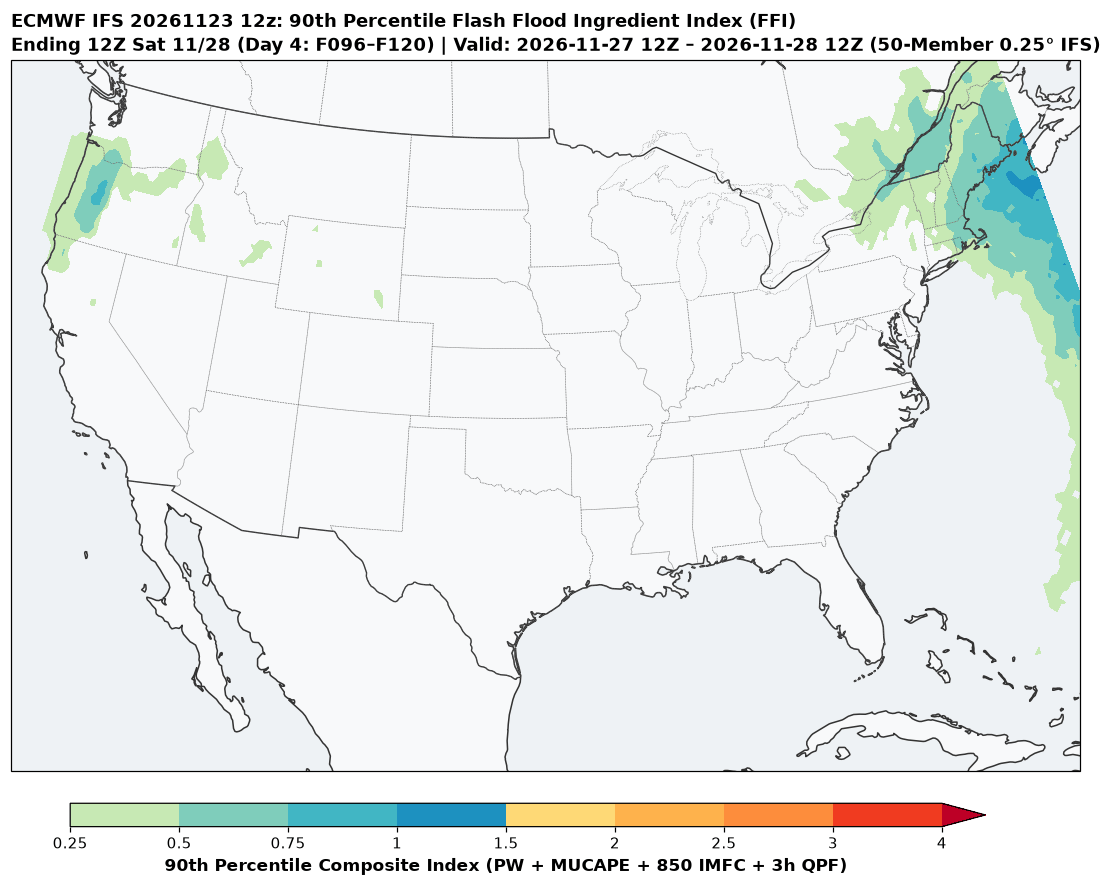 ECMWF IFS 20261123 12z: 90th Percentile Flash Flood Ingredient Index (FFI)
Ending 12Z Sat 11/28 (Day 4: F096–F120) | Valid: 2026-11-27 12Z – 2026-11-28 12Z (50-Member 0.25° IFS)
0.25 0.5 0.75 1 1.5 2 2.5 3 4
90th Percentile Composite Index (PW + MUCAPE + 850 IMFC + 3h QPF)